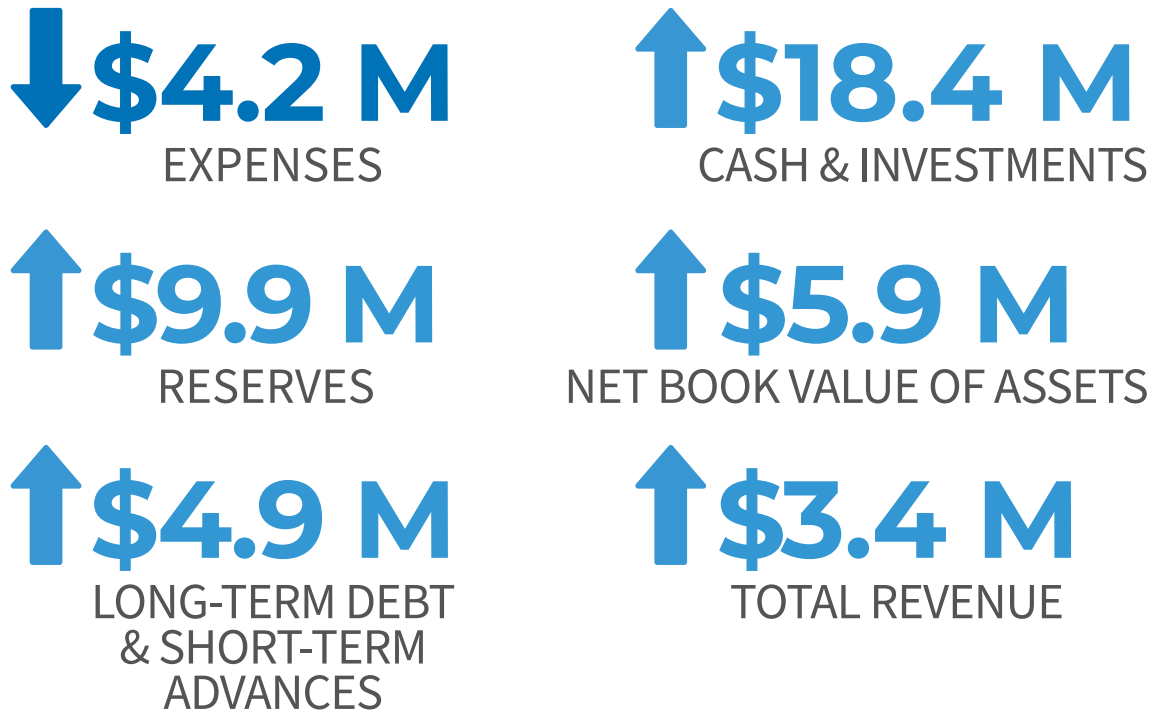 $4.2 M
EXPENSES
$18.4 M
CASH & INVESTMENTS
$9.9 M
RESERVES
$5.9 M
NET BOOK VALUE OF ASSETS
$4.9 M
LONG-TERM DEBT
& SHORT-TERM
ADVANCES
$3.4 M
TOTAL REVENUE